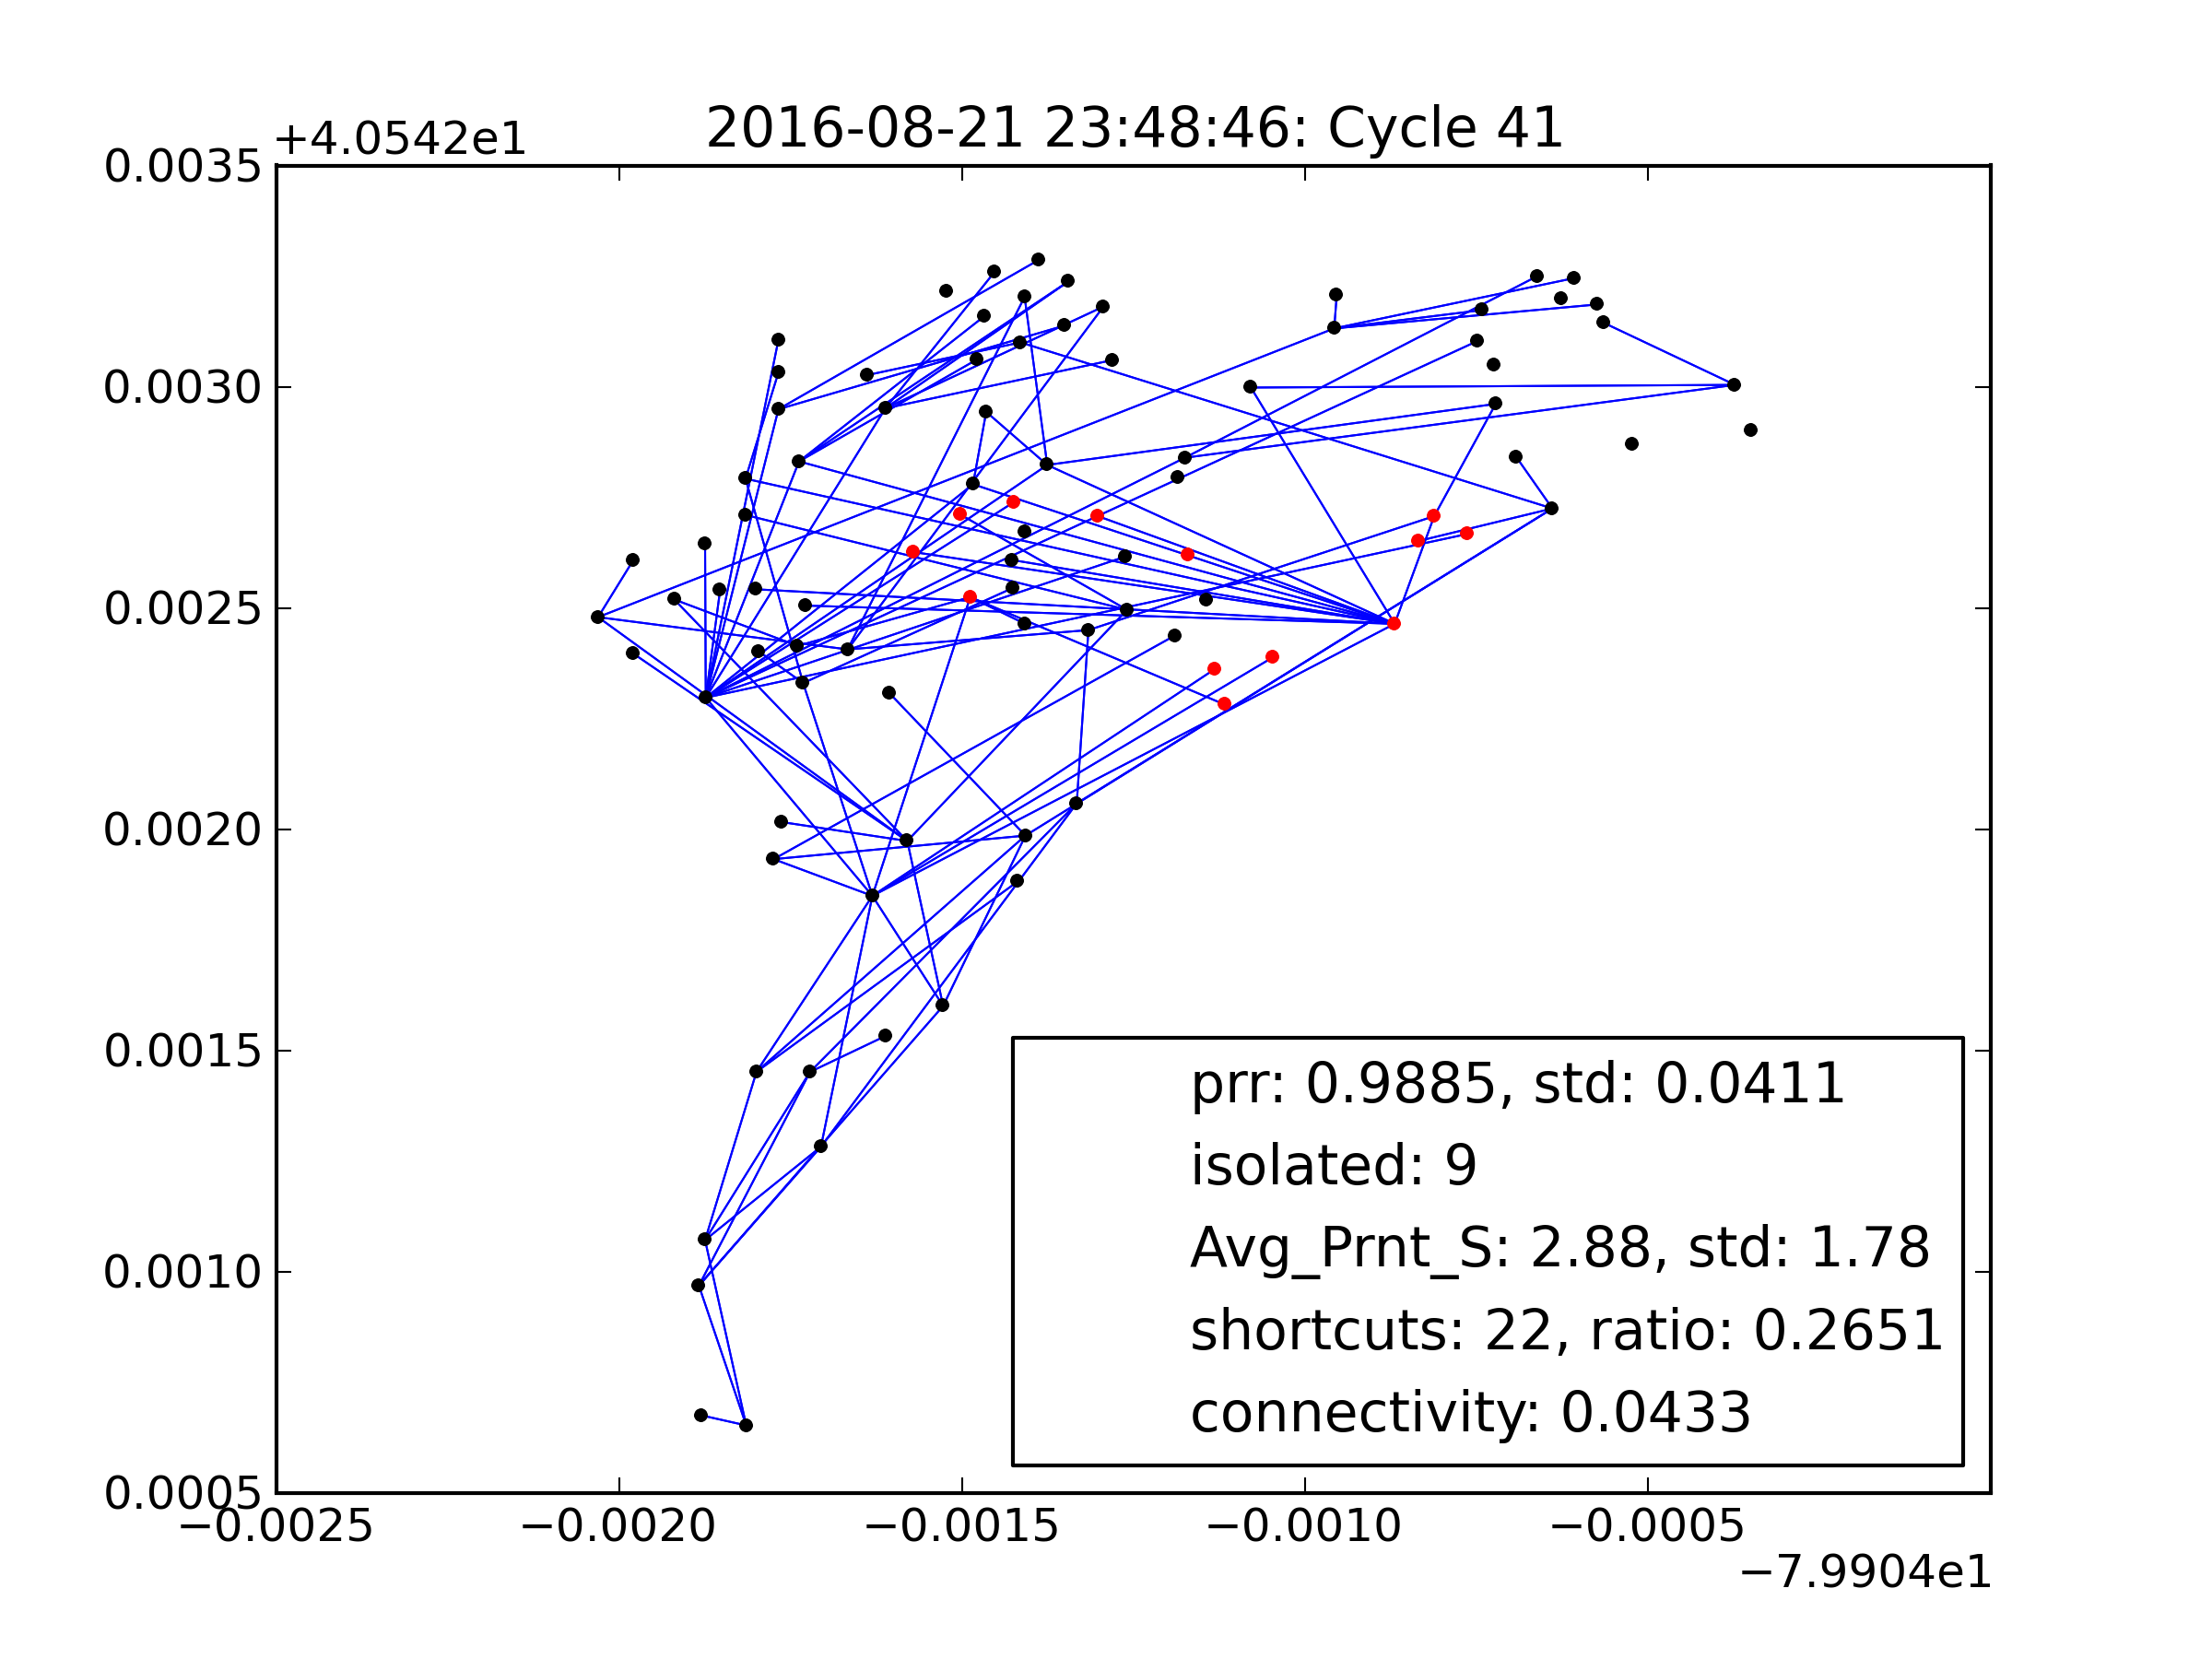 2016-08-21 23:48:46: Cycle 41
+4.0542e1
0.0035
0.0030
0.0025
0.0020
0.0015
0.0010
0.0005
prr: 0.9885, std: 0.0411
isolated: 9
Avg_Prnt_S: 2.88, std: 1.78
shortcuts: 22, ratio: 0.2651
connectivity: 0.0433
−0.0025 −0.0020 −0.0015 −0.0010 −0.0005
−7.9904e1